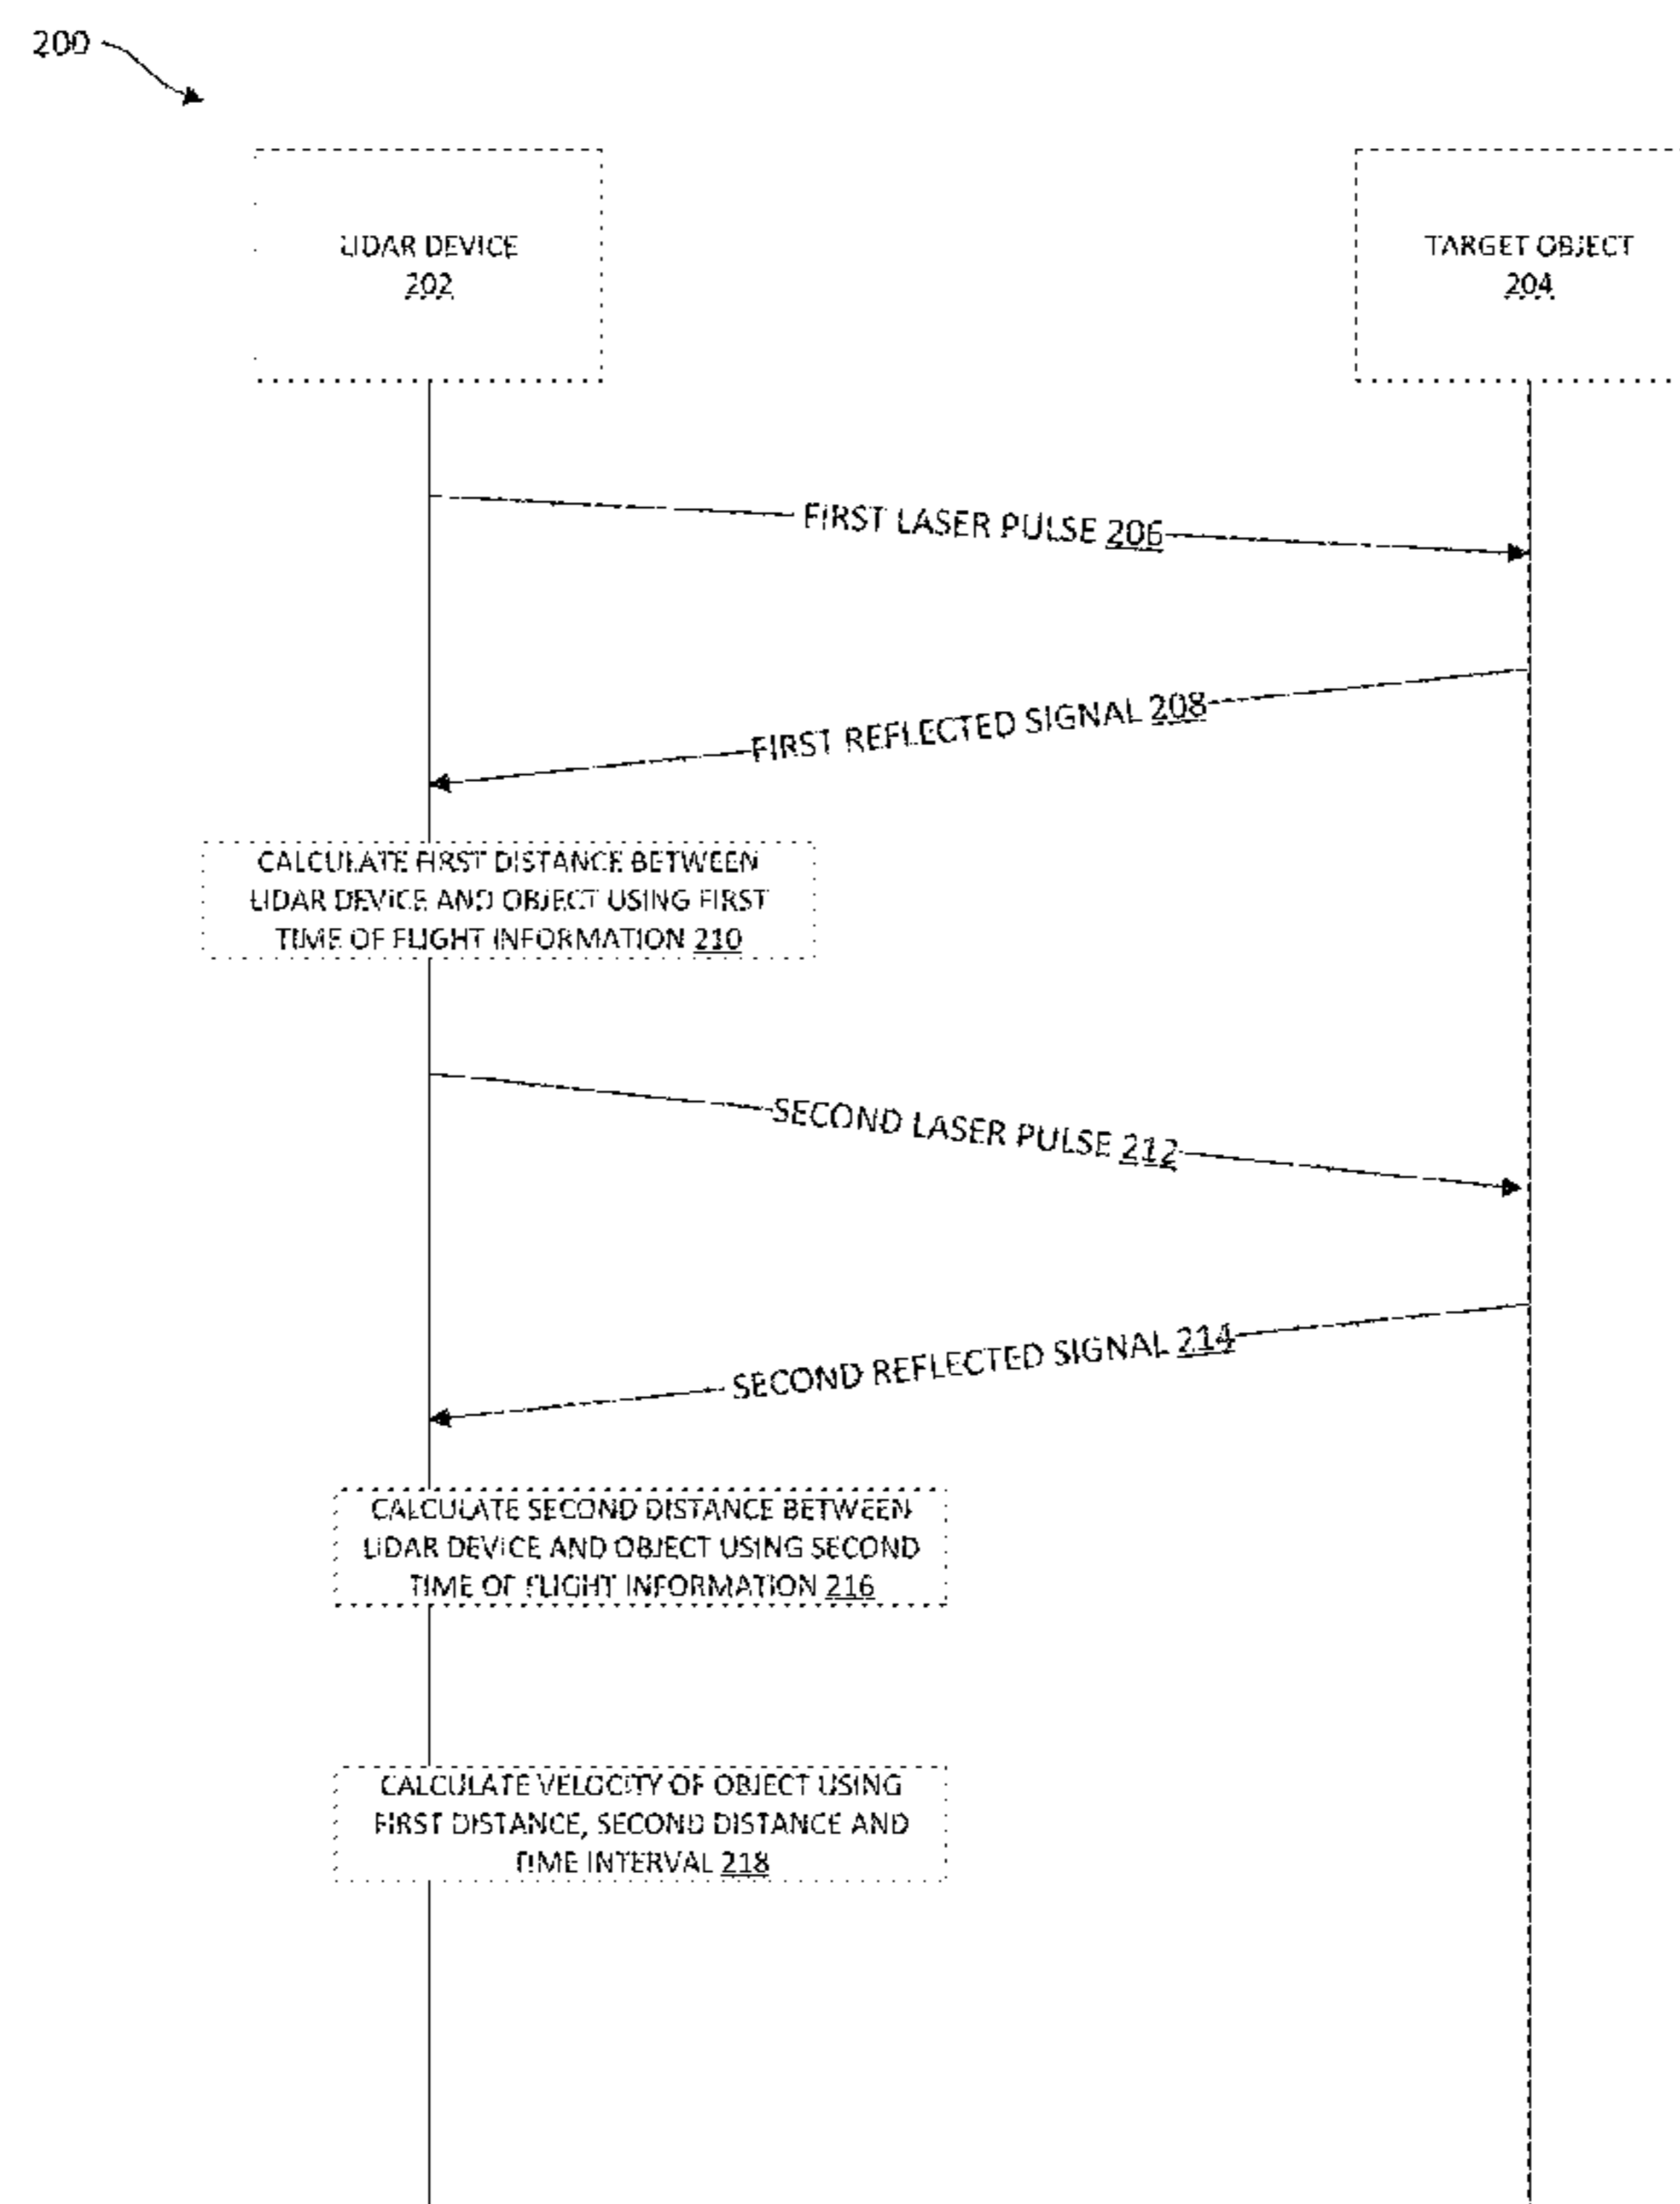 200
LIDAR DEVICE
202
TARGET OBJECT
204
FIRST LASER PULSE 206
FIRST REFLECTED SIGNAL 208
CALCULATE FIRST DISTANCE BETWEEN
LIDAR DEVICE AND OBJECT USING FIRST
TIME OF FLIGHT INFORMATION 210
SECOND LASER PULSE 212
SECOND REFLECTED SIGNAL 214
CALCULATE SECOND DISTANCE BETWEEN
LIDAR DEVICE AND OBJECT USING SECOND
TIME OF FLIGHT INFORMATION 216
CALCULATE VELOCITY OF OBJECT USING
FIRST DISTANCE, SECOND DISTANCE AND
TIME INTERVAL 218